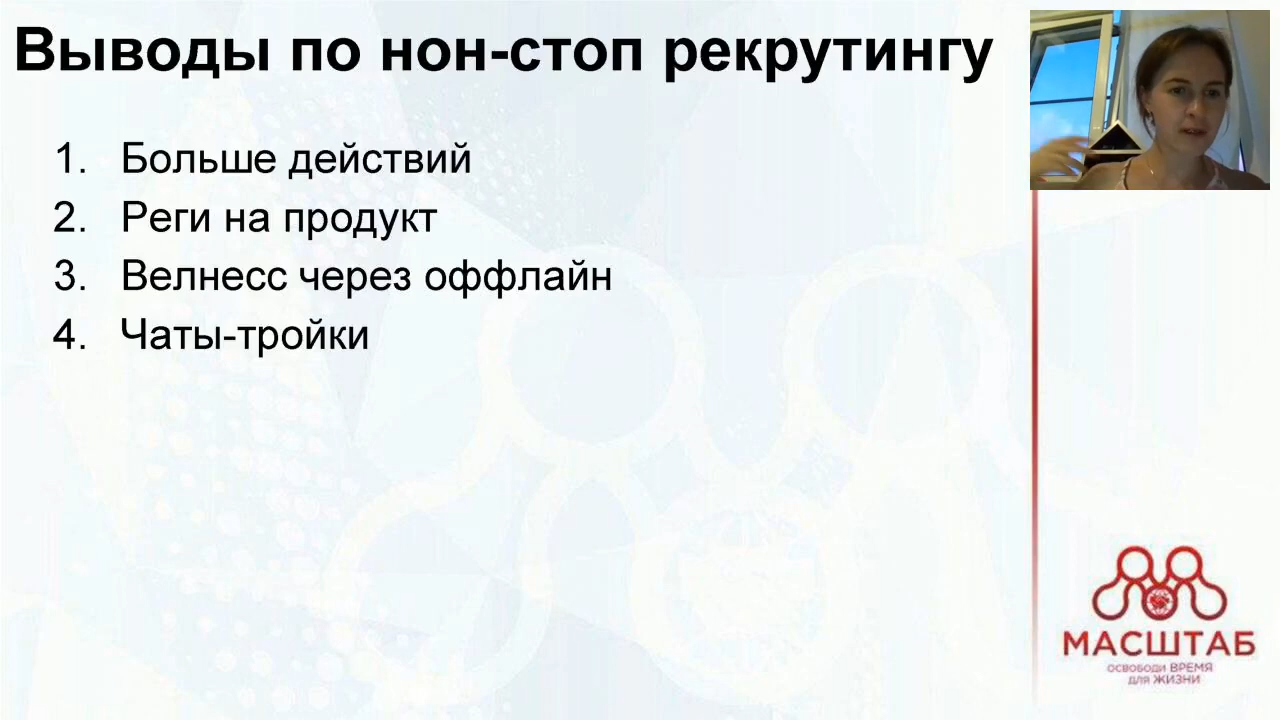 Выводы по нон-стоп рекрутингу
1. Больше действий
2. Реги на продукт
3. Велнесс через оффлайн
4. Чаты-тройки
МАСШТАБ
ОСВОБОДИ ВРЕМЯ
ДЛЯ ЖИЗНИ